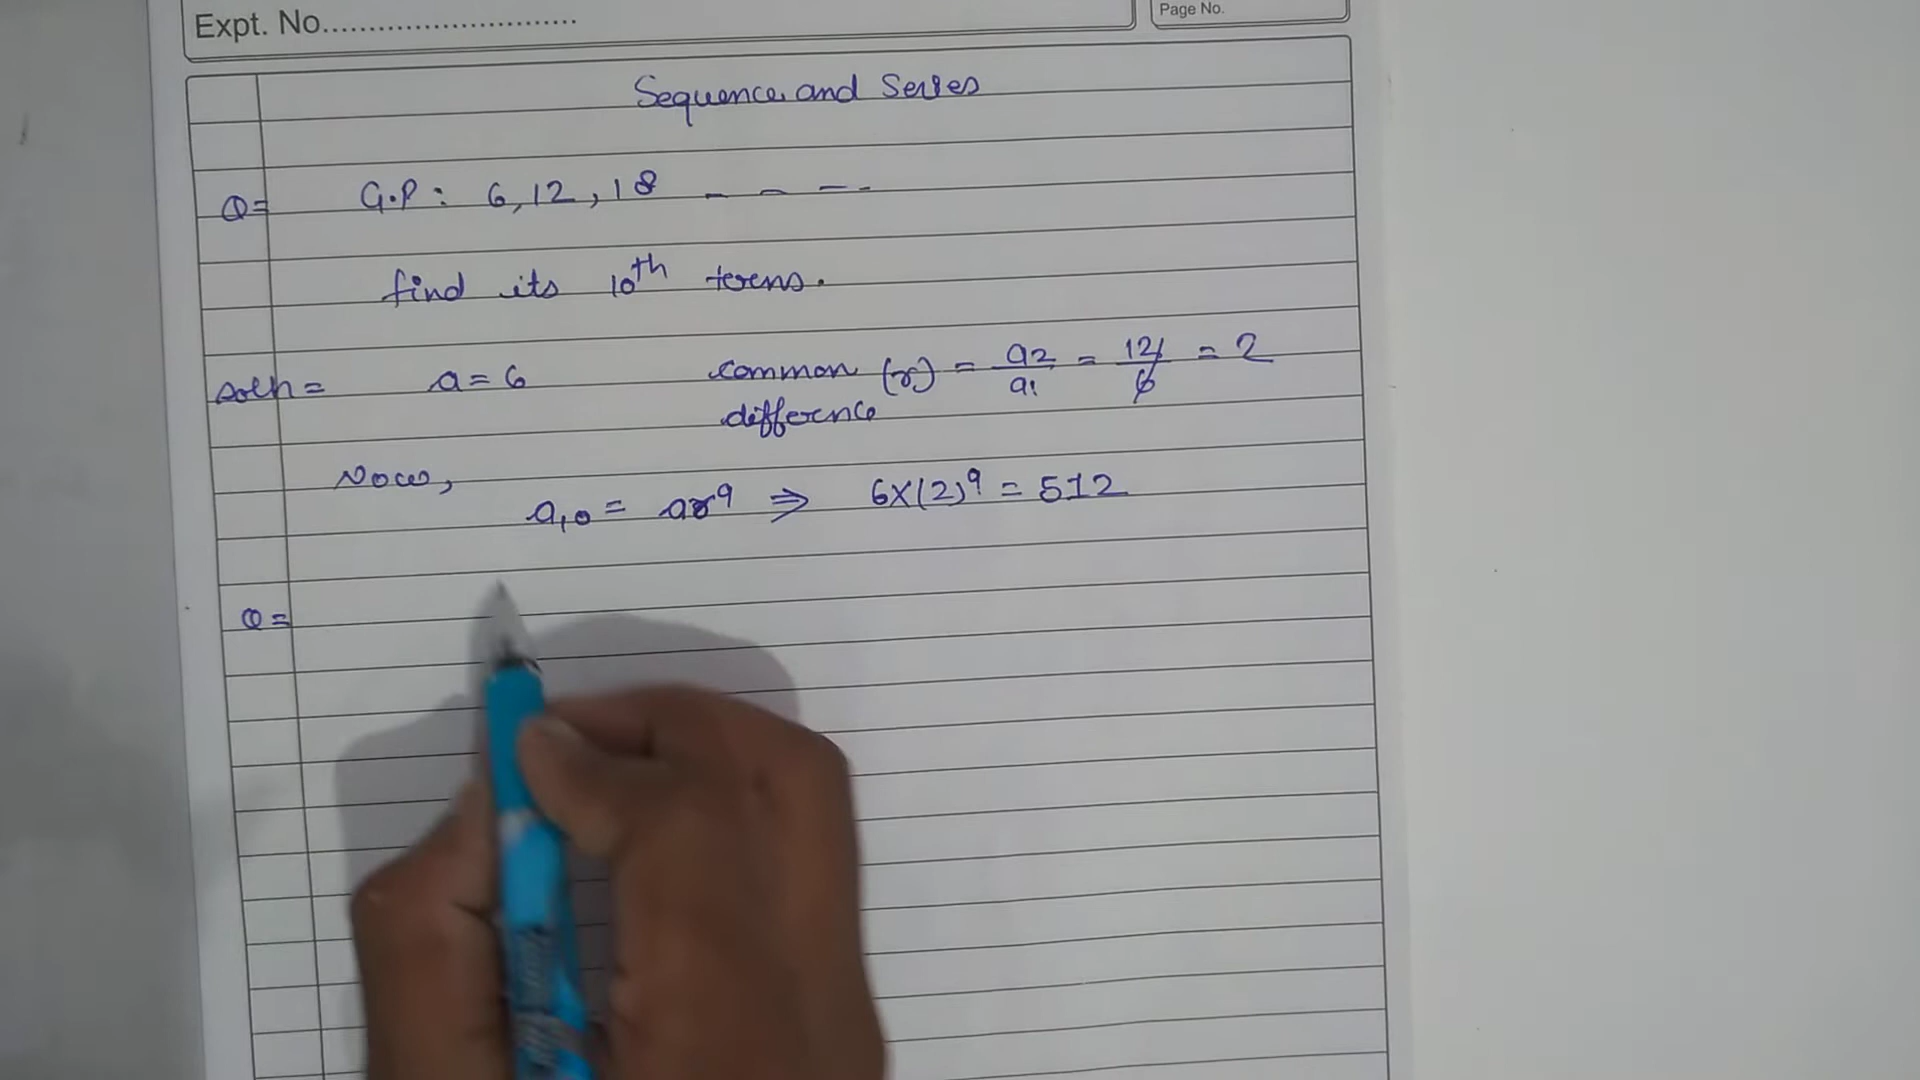 Expt. No............................
Page No.
Sequence and Series
Q= G.P: 6,12,18 - - --
find its 10th terms.
soln= a=6 common (r) = a2/a1 = 12/6 = 2
difference
Now,
a10 = ar9 ⇒ 6x(2)9 = 512
Q=